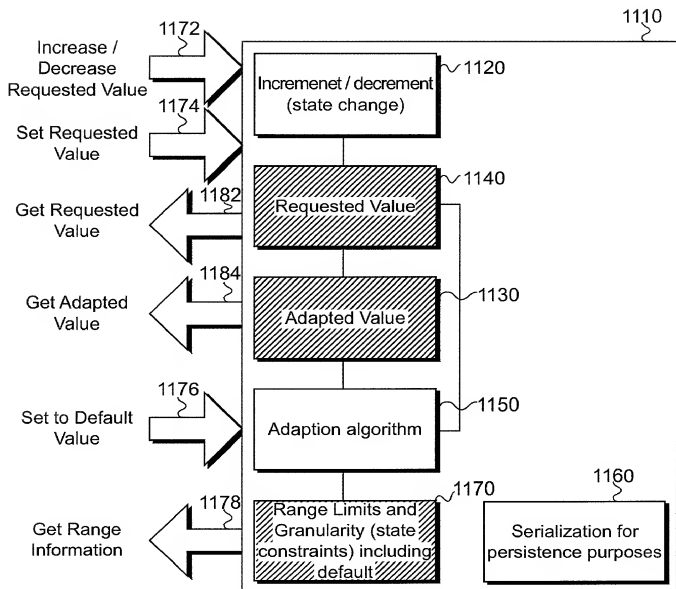 1110
1172
Increase /
Decrease
Requested Value
1120
Incremenet / decrement
(state change)
1174
Set Requested
Value
1140
Requested Value
1182
Get Requested
Value
1184
Get Adapted
Value
1130
Adapted Value
1176
Set to Default
Value
1150
Adaption algorithm
1178
Get Range
Information
1170
Range Limits and
Granularity (state
constraints) including
default
1160
Serialization for
persistence purposes